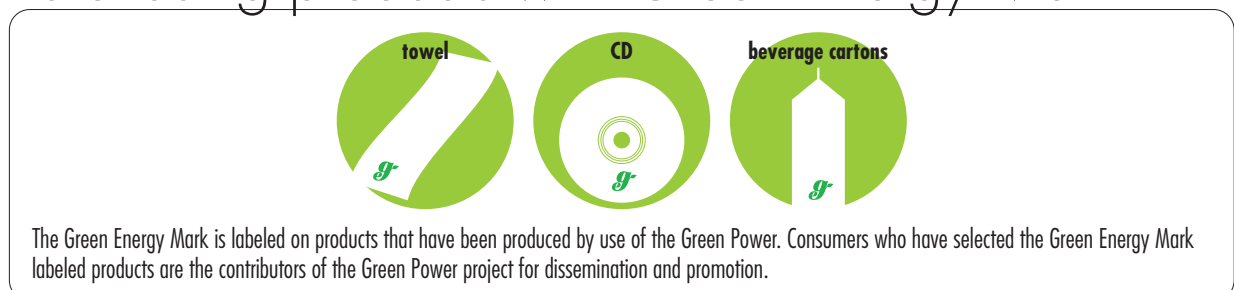 towel CD beverage cartons
g
g
g
The Green Energy Mark is labeled on products that have been produced by use of the Green Power. Consumers who have selected the Green Energy Mark
labeled products are the contributors of the Green Power project for dissemination and promotion.